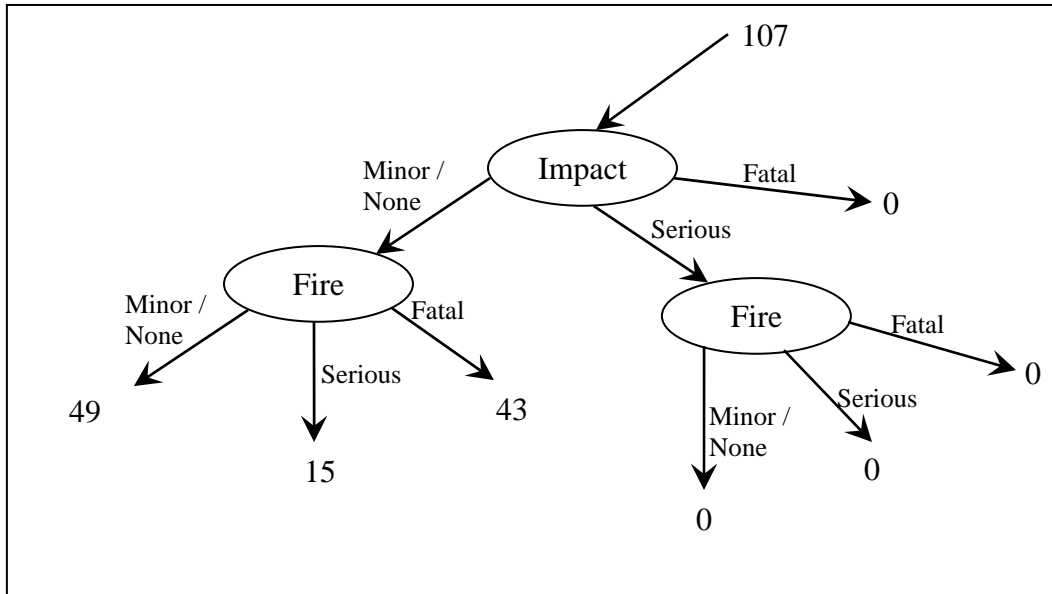 107
Impact
Minor /
None
Fatal
0
Serious
Fire
Minor /
None
Fatal
Serious
49
15
43
Fire
Fatal
0
Serious
0
Minor /
None
0